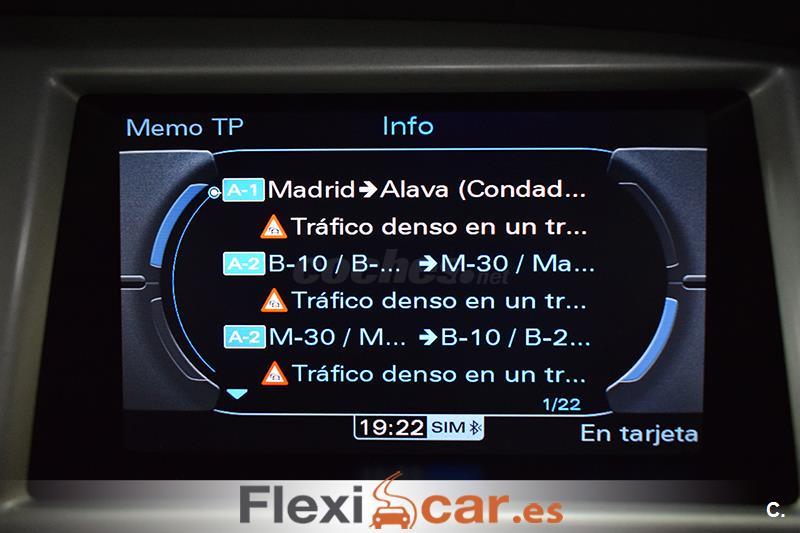 Memo TP
Info
A-1 Madrid➔Alava (Condad...
Tráfico denso en un tr...
A-2 B-10 / B-... ➔M-30 / Ma...
Tráfico denso en un tr...
A-2 M-30 / M... ➔B-10 / B-2...
Tráfico denso en un tr...
1/22
19:22 SIM
En tarjeta
coches.net
Flexicar.es
C.